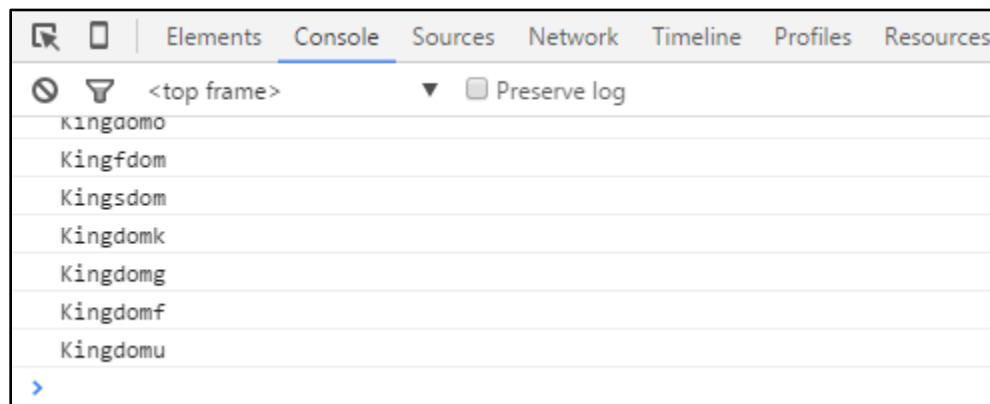 Elements Console Sources Network Timeline Profiles Resources
<top frame> ▼ Preserve log
Kingdomo
Kingfdom
Kingsdom
Kingdomk
Kingdomg
Kingdomf
Kingdomu
>